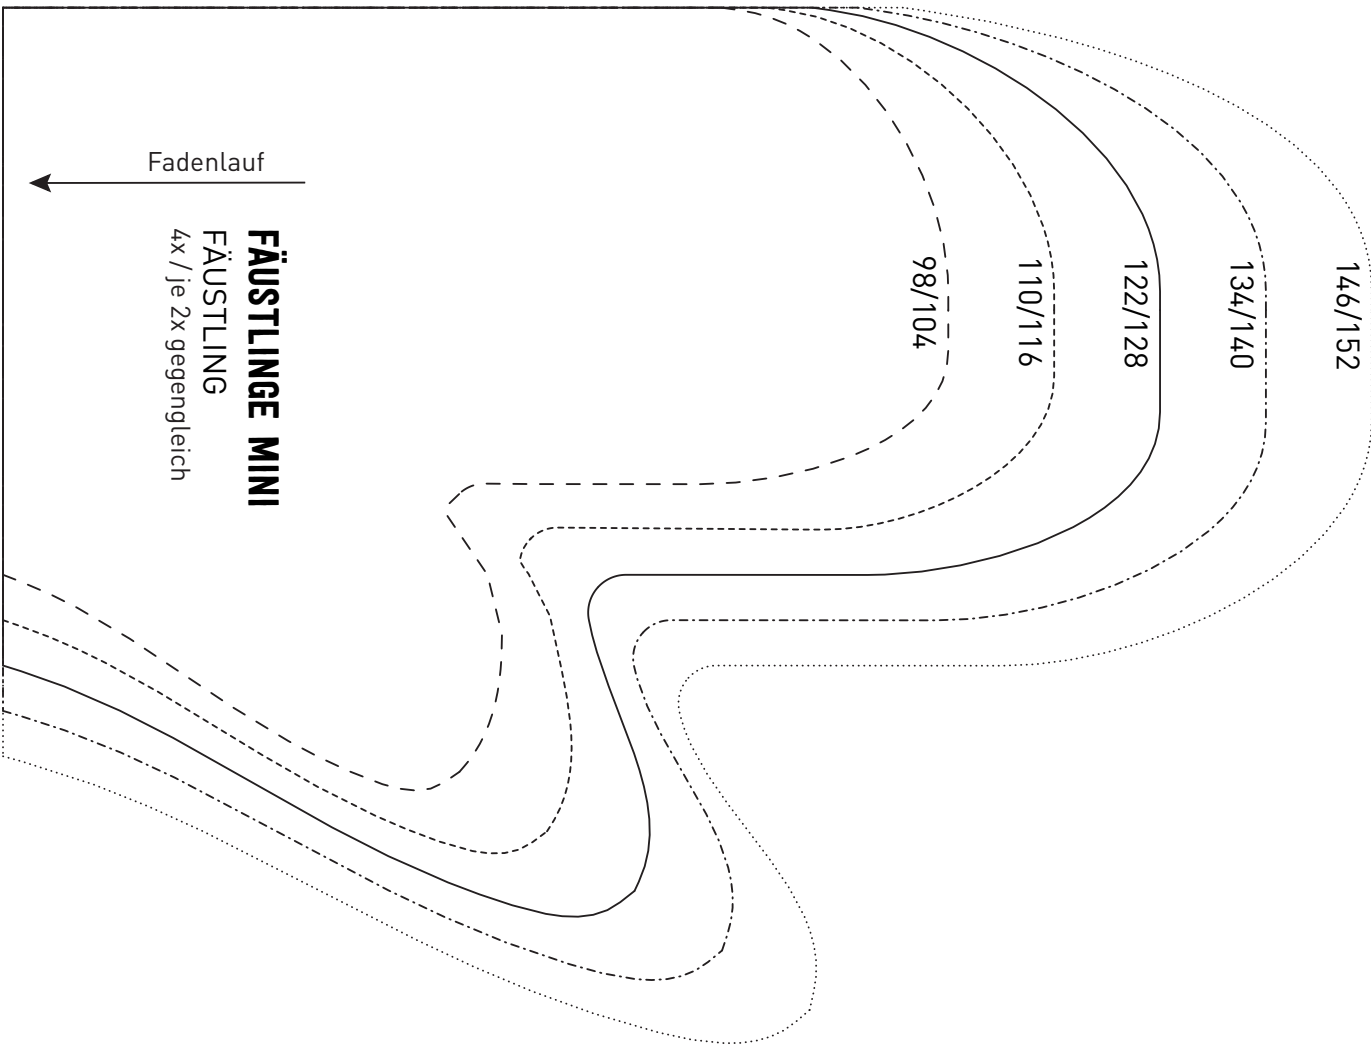 Fadenlauf
FÄUSTLINGE MINI
FÄUSTLING
4x / je 2x gegengleich
98/104
110/116
122/128
134/140
146/152